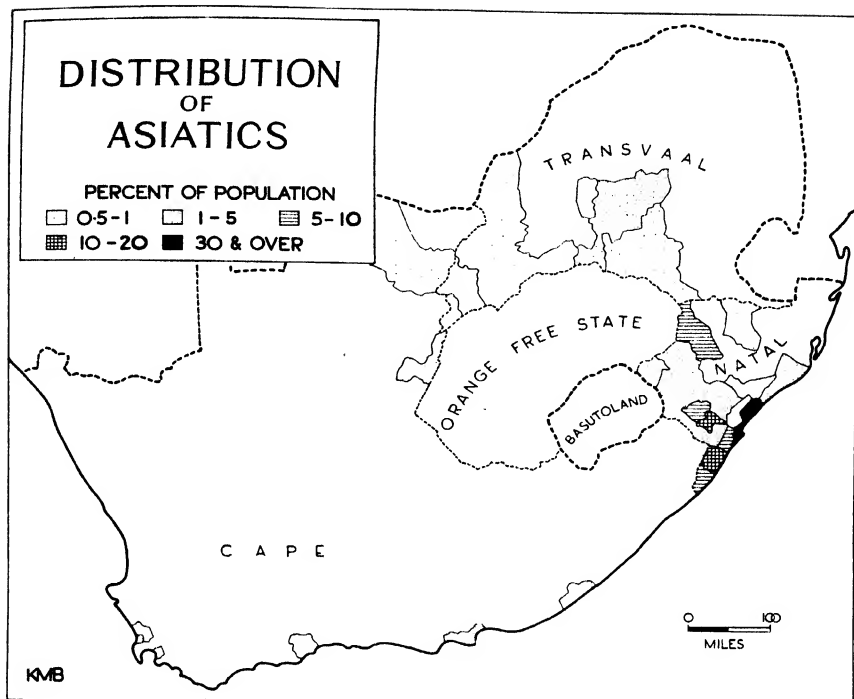 DISTRIBUTION
OF
ASIATICS
PERCENT OF POPULATION
0·5-1 1-5 5-10
10-20 30 & OVER
TRANSVAAL
ORANGE FREE STATE
NATAL
BASUTOLAND
CAPE
0 100
MILES
KMB